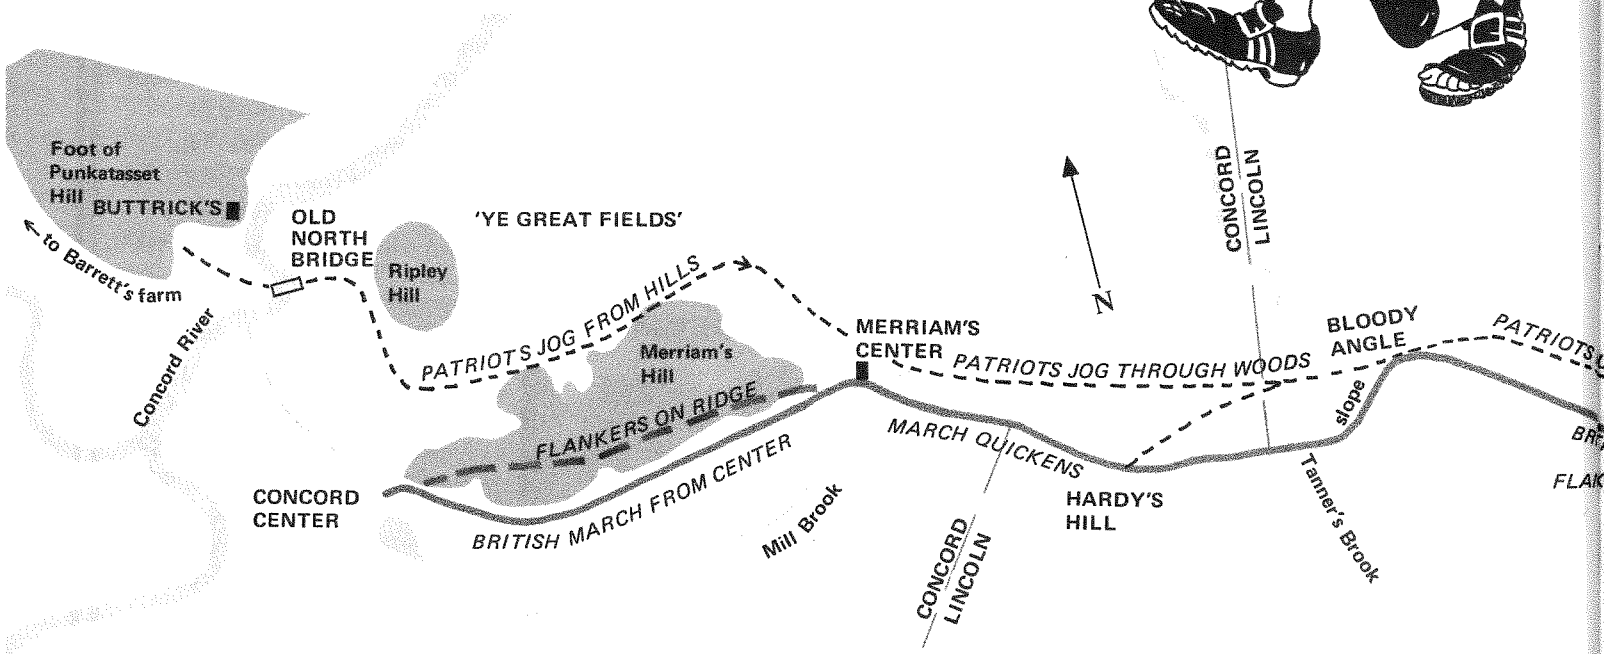 Foot of
Punkatasset
Hill
BUTTRICK'S
to Barrett's farm
OLD
NORTH
BRIDGE
Ripley
Hill
'YE GREAT FIELDS'
Concord River
PATRIOTS JOG FROM HILLS
Merriam's
Hill
FLANKERS ON RIDGE
CONCORD
CENTER
BRITISH MARCH FROM CENTER
Mill Brook
MERRIAM'S
CENTER
PATRIOTS JOG THROUGH WOODS
MARCH QUICKENS
CONCORD
LINCOLN
HARDY'S
HILL
N
CONCORD
LINCOLN
BLOODY
ANGLE
slope
Tanner's Brook
PATRIOTS